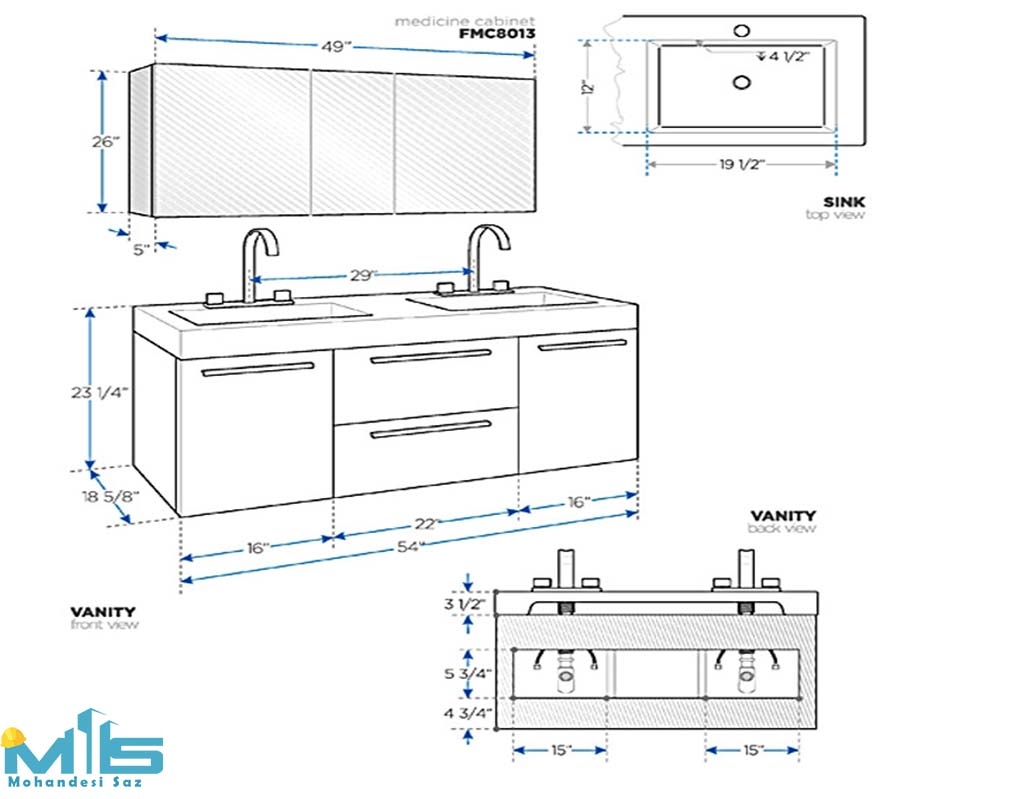 medicine cabinet
FMC8013
49"
26"
5"
4 1/2"
12"
19 1/2"
SINK
top view
29"
23 1/4"
18 5/8"
16"
22"
16"
54"
VANITY
front view
VANITY
back view
3 1/2"
5 3/4"
4 3/4"
15"
15"
MS
Mohandesi Saz